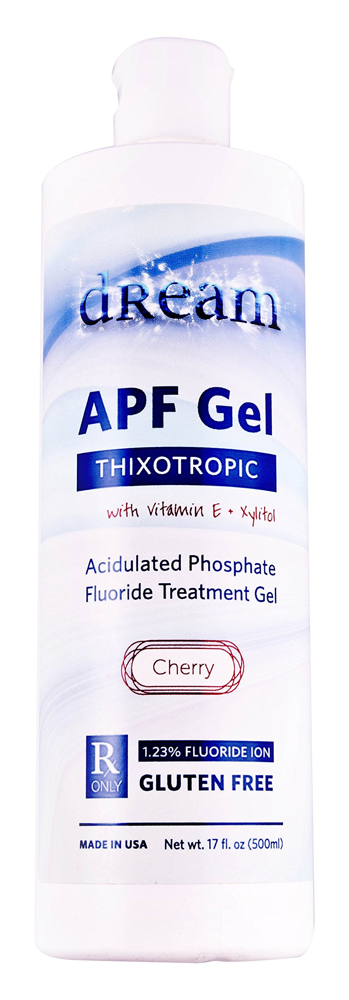 dream
APF Gel
THIXOTROPIC
with Vitamin E + Xylitol
Acidulated Phosphate
Fluoride Treatment Gel
Cherry
Rx
ONLY
1.23% FLUORIDE ION
GLUTEN FREE
MADE IN USA Net wt. 17 fl. oz (500ml)